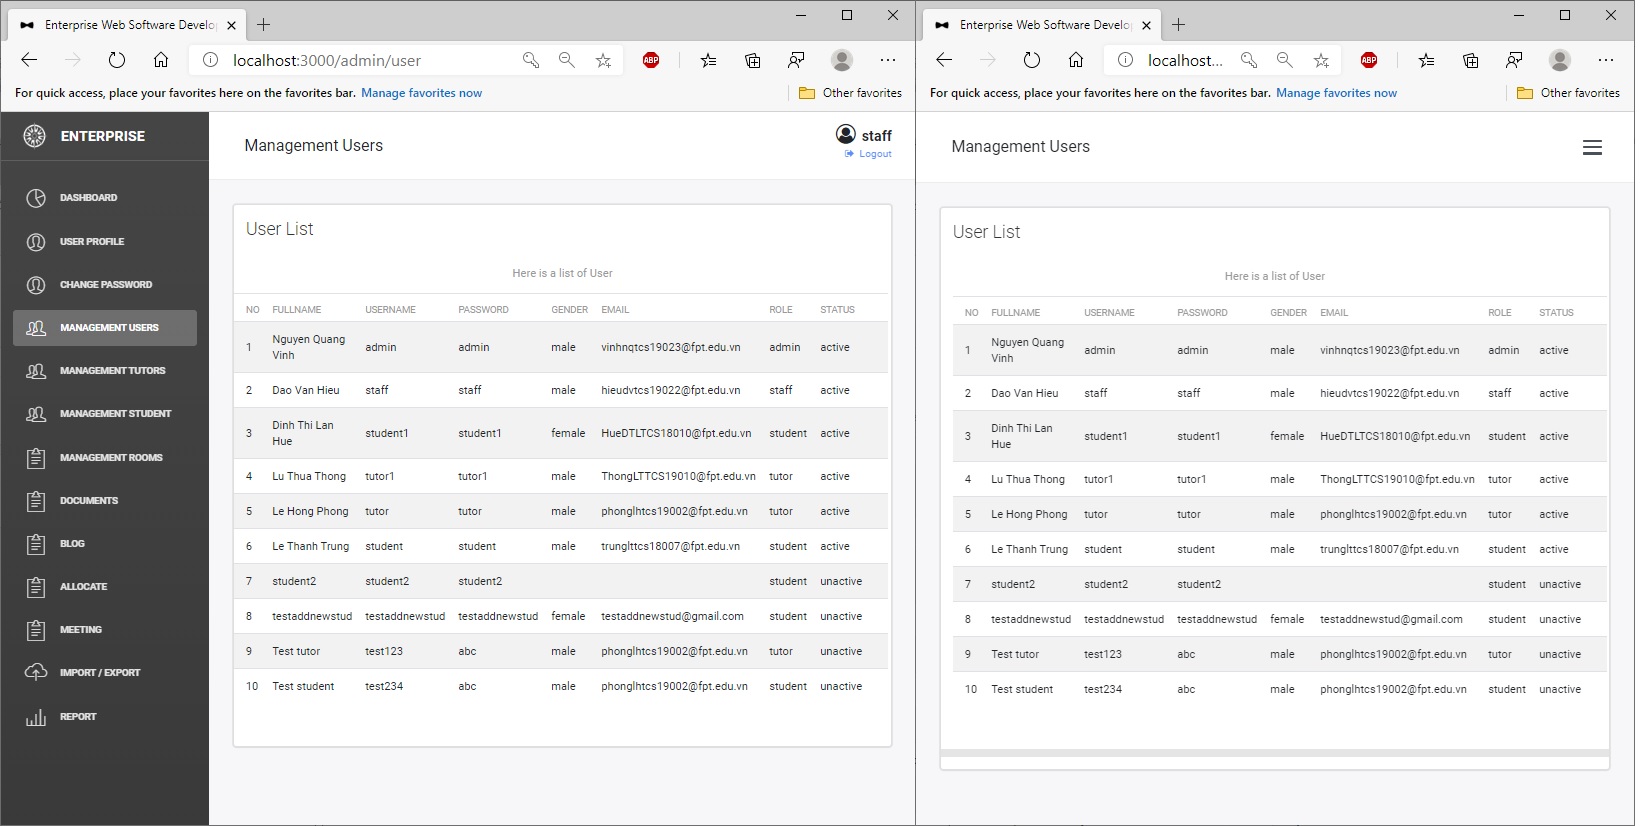 Enterprise Web Software Develo
localhost:3000/admin/user
ABP
For quick access, place your favorites here on the favorites bar. Manage favorites now
Other favorites
ENTERPRISE
DASHBOARD
USER PROFILE
CHANGE PASSWORD
MANAGEMENT USERS
MANAGEMENT TUTORS
MANAGEMENT STUDENT
MANAGEMENT ROOMS
DOCUMENTS
BLOG
ALLOCATE
MEETING
IMPORT / EXPORT
REPORT
Management Users
staff
Logout
User List
Here is a list of User
NO FULLNAME USERNAME PASSWORD GENDER EMAIL ROLE STATUS
1 Nguyen Quang Vinh admin admin male vinhnqtcs19023@fpt.edu.vn admin active
2 Dao Van Hieu staff staff male hieudvtcs19022@fpt.edu.vn staff active
3 Dinh Thi Lan Hue student1 student1 female HueDTLTCS18010@fpt.edu.vn student active
4 Lu Thua Thong tutor1 tutor1 male ThongLTTCS19010@fpt.edu.vn tutor active
5 Le Hong Phong tutor tutor male phonglhtcs19002@fpt.edu.vn tutor active
6 Le Thanh Trung student student male trunglttcs18007@fpt.edu.vn student active
7 student2 student2 student2 student unactive
8 testaddnewstud testaddnewstud testaddnewstud female testaddnewstud@gmail.com student unactive
9 Test tutor test123 abc male phonglhtcs19002@fpt.edu.vn tutor unactive
10 Test student test234 abc male phonglhtcs19002@fpt.edu.vn student unactive
Enterprise Web Software Develo
localhost...
ABP
For quick access, place your favorites here on the favorites bar. Manage favorites now
Other favorites
Management Users
User List
Here is a list of User
NO FULLNAME USERNAME PASSWORD GENDER EMAIL ROLE STATUS
1 Nguyen Quang Vinh admin admin male vinhnqtcs19023@fpt.edu.vn admin active
2 Dao Van Hieu staff staff male hieudvtcs19022@fpt.edu.vn staff active
3 Dinh Thi Lan Hue student1 student1 female HueDTLTCS18010@fpt.edu.vn student active
4 Lu Thua Thong tutor1 tutor1 male ThongLTTCS19010@fpt.edu.vn tutor active
5 Le Hong Phong tutor tutor male phonglhtcs19002@fpt.edu.vn tutor active
6 Le Thanh Trung student student male trunglttcs18007@fpt.edu.vn student active
7 student2 student2 student2 student unactive
8 testaddnewstud testaddnewstud testaddnewstud female testaddnewstud@gmail.com student unactive
9 Test tutor test123 abc male phonglhtcs19002@fpt.edu.vn tutor unactive
10 Test student test234 abc male phonglhtcs19002@fpt.edu.vn student unactive